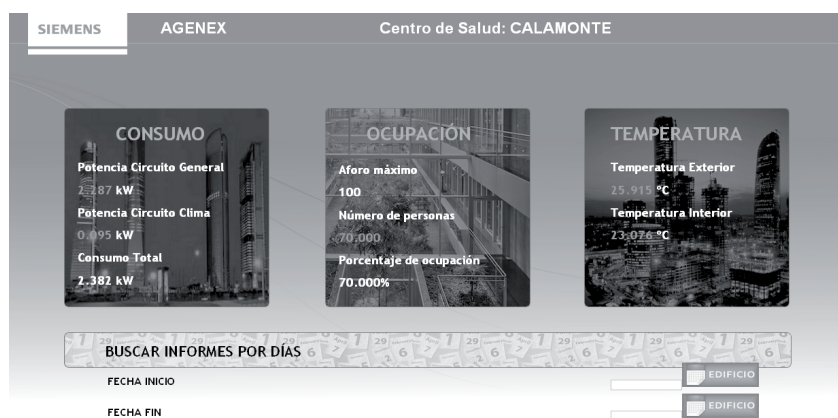 SIEMENS
AGENEX
Centro de Salud: CALAMONTE
CONSUMO
Potencia Circuito General
2.287 kW
Potencia Circuito Clima
0.095 kW
Consumo Total
2.382 kW
OCUPACIÓN
Aforo máximo
100
Número de personas
70.000
Porcentaje de ocupación
70.000%
TEMPERATURA
Temperatura Exterior
25.915 ºC
Temperatura Interior
23.076 ºC
BUSCAR INFORMES POR DÍAS
FECHA INICIO
EDIFICIO
FECHA FIN
EDIFICIO